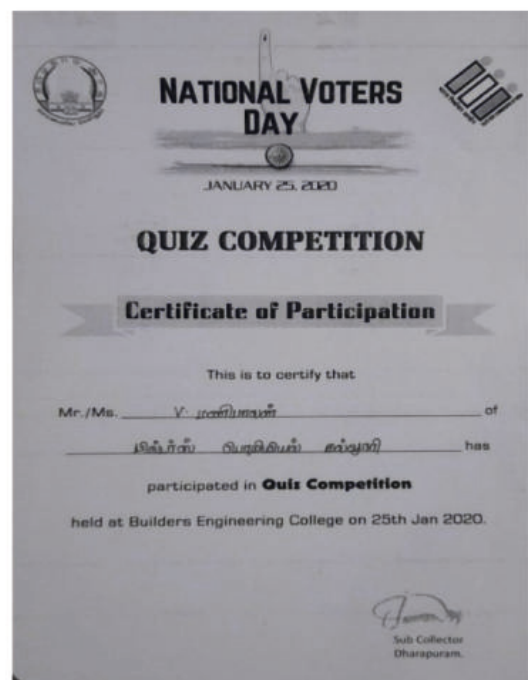 NATIONAL VOTERS
DAY
JANUARY 25, 2020
QUIZ COMPETITION
Certificate of Participation
This is to certify that
Mr./Ms. V. மணிபாலன் of
பில்டர்ஸ் பொறியியல் கல்லூரி has
participated in Quiz Competition
held at Builders Engineering College on 25th Jan 2020.
Sub Collector
Dharapuram.